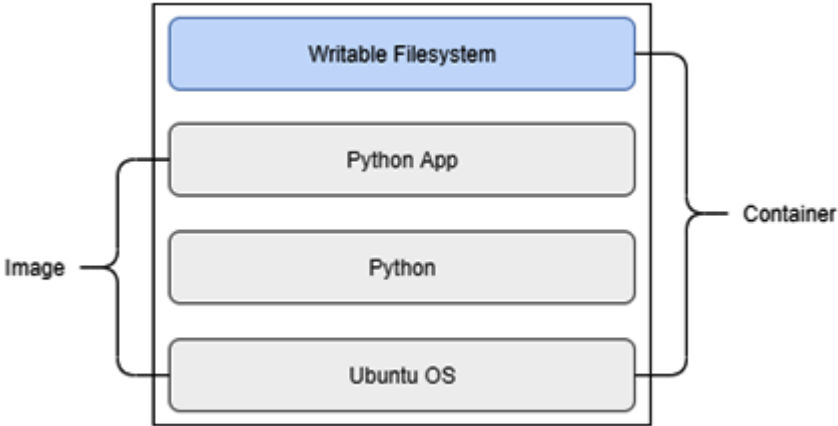 Writable Filesystem
Python App
Container
Python
Image
Ubuntu OS